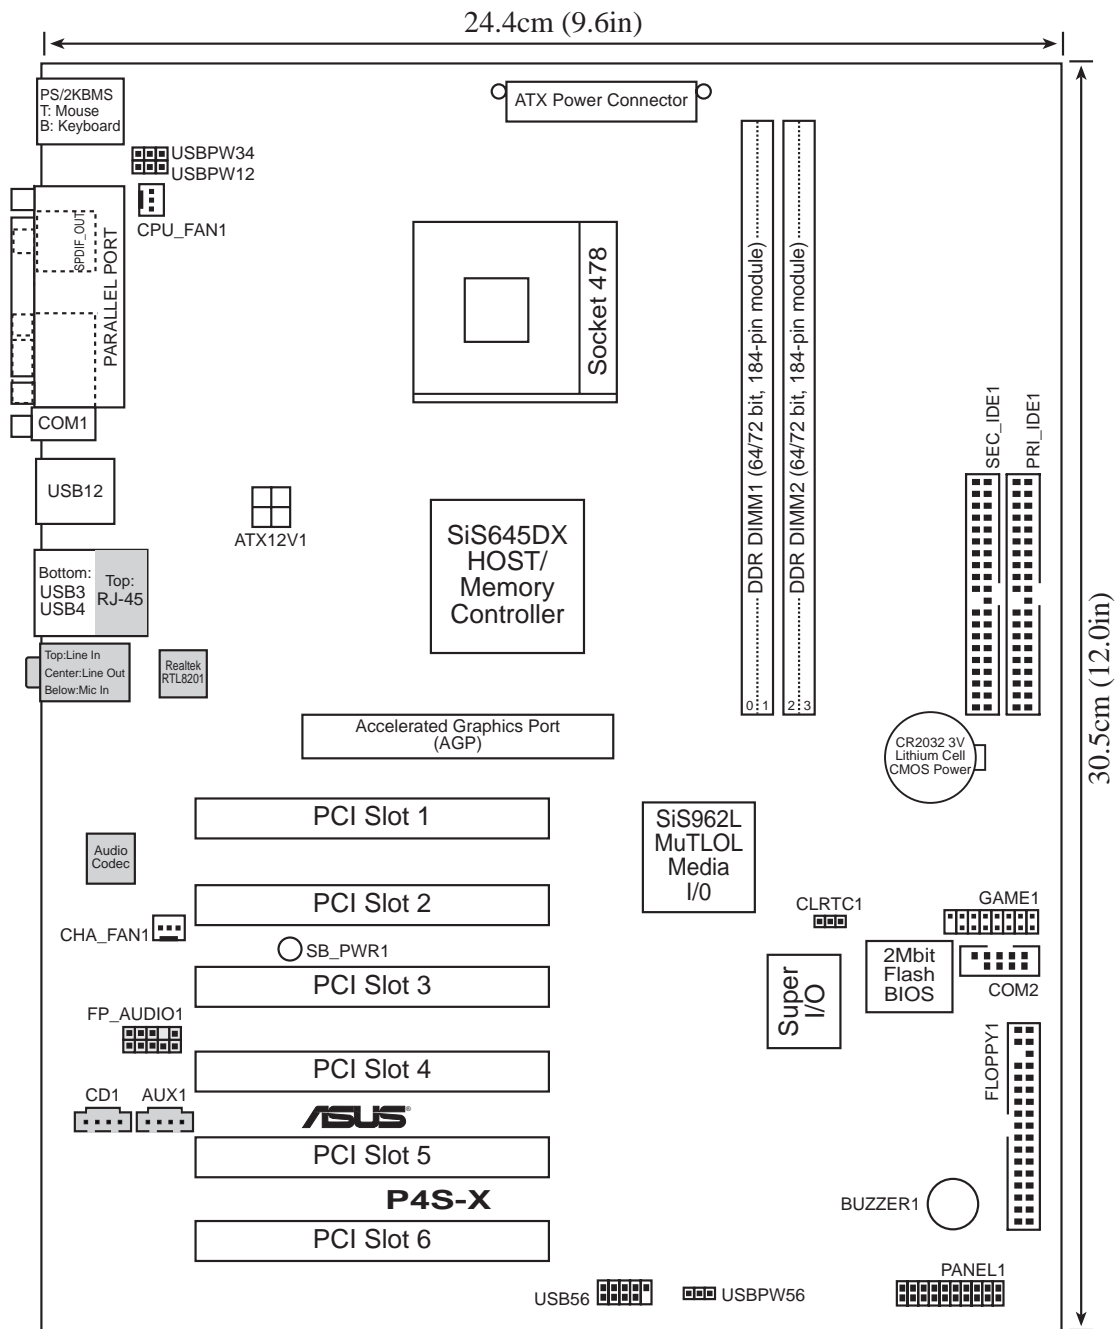 24.4cm (9.6in)
PS/2KBMS
T: Mouse
B: Keyboard
ATX Power Connector
USBPW34
USBPW12
CPU_FAN1
SPDIF_OUT
PARALLEL PORT
Socket 478
DDR DIMM1 (64/72 bit, 184-pin module)
DDR DIMM2 (64/72 bit, 184-pin module)
COM1
SEC_IDE1
PRI_IDE1
USB12
ATX12V1
SiS645DX
HOST/
Memory
Controller
Bottom:
USB3
USB4
Top:
RJ-45
30.5cm (12.0in)
Top:Line In
Center:Line Out
Below:Mic In
Realtek
RTL8201
0 1
2 3
Accelerated Graphics Port
(AGP)
CR2032 3V
Lithium Cell
CMOS Power
PCI Slot 1
SiS962L
MuTLOL
Media
I/0
Audio
Codec
PCI Slot 2
CLRTC1
GAME1
CHA_FAN1
SB_PWR1
2Mbit
Flash
BIOS
COM2
Super
I/O
PCI Slot 3
FP_AUDIO1
FLOPPY1
PCI Slot 4
CD1
AUX1
ASUS®
PCI Slot 5
P4S-X
BUZZER1
PCI Slot 6
PANEL1
USB56
USBPW56